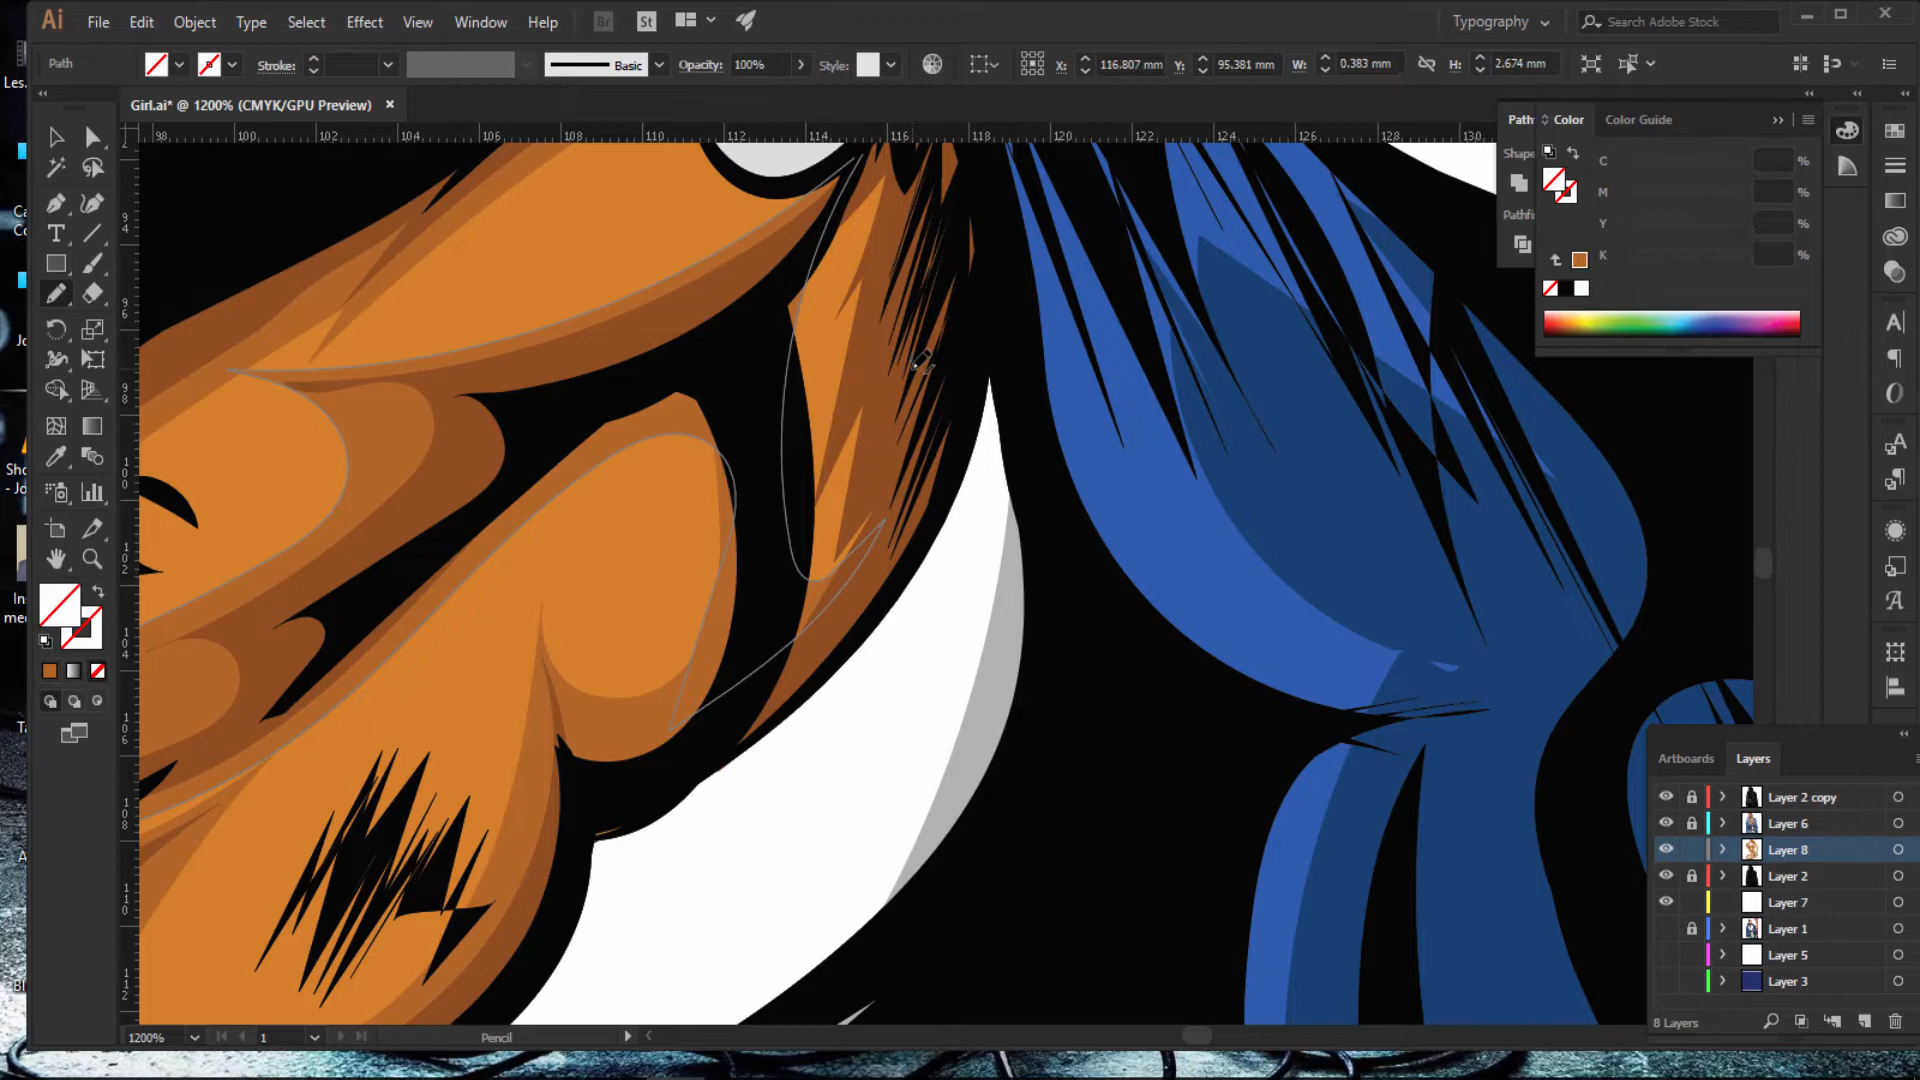 Ai File Edit Object Type Select Effect View Window Help Br St Typography Search Adobe Stock
Path Stroke: Basic Opacity: 100% Style: X: 116.807 mm Y: 95.381 mm W: 0.383 mm H: 2.674 mm
Girl.ai* @ 1200% (CMYK/GPU Preview) ×
98 100 102 104 106 108 110 112 114 116 118 120 122 124 126 128 130
Path Color Color Guide
Shape C %
M %
Pathfi Y %
K %
Artboards Layers
Layer 2 copy
Layer 6
Layer 8
Layer 2
Layer 7
Layer 1
Layer 5
Layer 3
8 Layers
1200% 1 Pencil